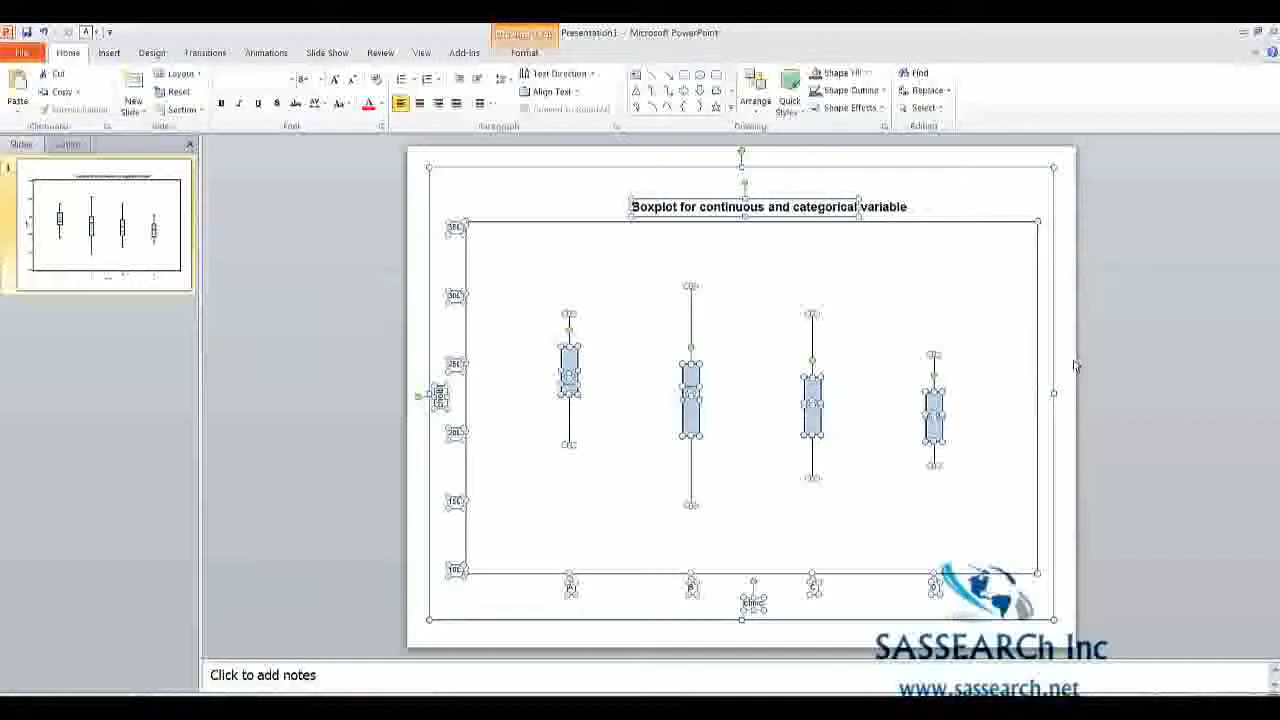 Presentation1 - Microsoft PowerPoint
File Home Insert Design Transitions Animations Slide Show Review View Add-Ins Format
Cut
Copy
Paste
New
Slide
Layout
Reset
Section
Text Direction
Align Text
Arrange
Quick
Styles
Shape Fill
Shape Outline
Shape Effects
Find
Replace
Select
Font
Paragraph
Drawing
Editing
Slides
1
Boxplot for continuous and categorical variable
Click to add notes
SASSEARCh Inc
www.sassearch.net